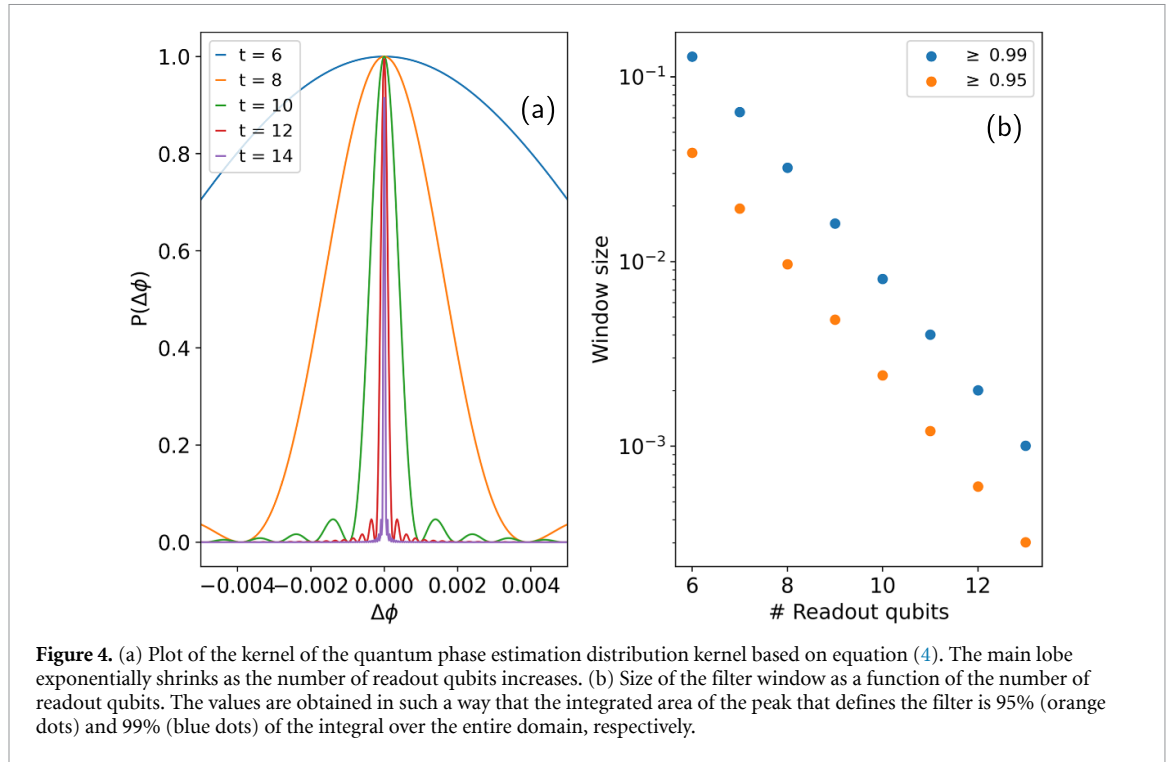 t = 6
t = 8
t = 10
t = 12
t = 14
(a)
1.0
0.8
0.6
0.4
0.2
0.0
P(Δϕ)
−0.004
−0.002
0.000
0.002
0.004
Δϕ
≥ 0.99
≥ 0.95
(b)
10⁻¹
10⁻²
10⁻³
Window size
6
8
10
12
# Readout qubits
Figure 4. (a) Plot of the kernel of the quantum phase estimation distribution kernel based on equation (4). The main lobe
exponentially shrinks as the number of readout qubits increases. (b) Size of the filter window as a function of the number of
readout qubits. The values are obtained in such a way that the integrated area of the peak that defines the filter is 95% (orange
dots) and 99% (blue dots) of the integral over the entire domain, respectively.